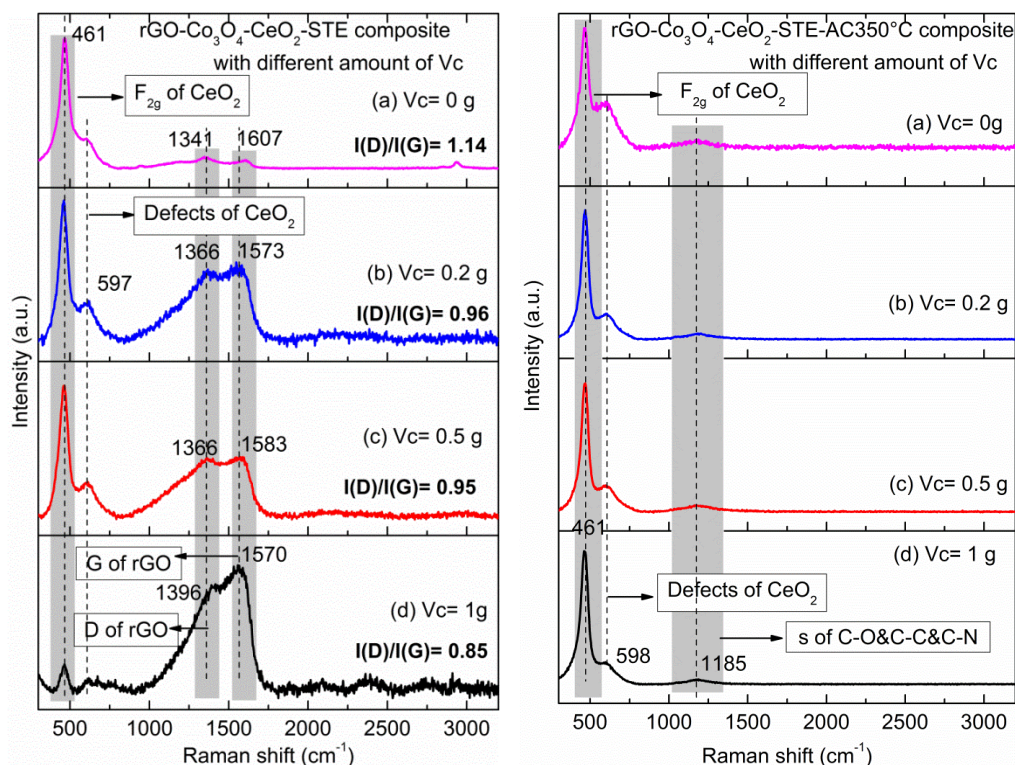 rGO-Co₃O₄-CeO₂-STE composite
with different amount of Vc
461
F₂g of CeO₂
(a) Vc= 0 g
1341
1607
I(D)/I(G)= 1.14
Defects of CeO₂
1366
1573
(b) Vc= 0.2 g
597
I(D)/I(G)= 0.96
(c) Vc= 0.5 g
1366
1583
I(D)/I(G)= 0.95
G of rGO
1570
1396
(d) Vc= 1g
D of rGO
I(D)/I(G)= 0.85
Intensity (a.u.)
500 1000 1500 2000 2500 3000
Raman shift (cm⁻¹)
rGO-Co₃O₄-CeO₂-STE-AC350°C composite
with different amount of Vc
F₂g of CeO₂
(a) Vc= 0g
(b) Vc= 0.2 g
(c) Vc= 0.5 g
461
(d) Vc= 1 g
Defects of CeO₂
s of C-O&C-C&C-N
598
1185
Intensity (a.u.)
500 1000 1500 2000 2500 3000
Raman shift (cm⁻¹)